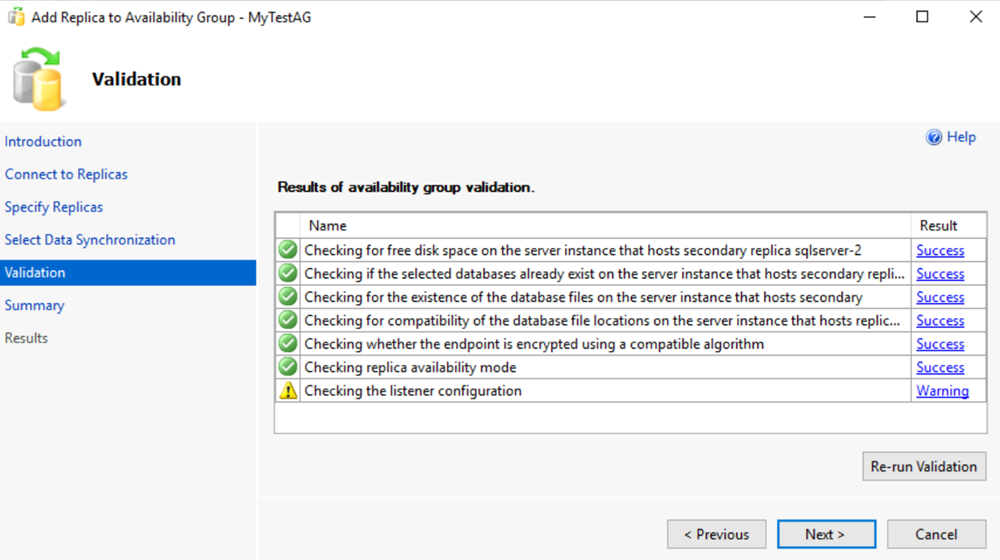 Add Replica to Availability Group - MyTestAG
Validation
Introduction
Connect to Replicas
Specify Replicas
Select Data Synchronization
Validation
Summary
Results
Help
Results of availability group validation.
Name Result
Checking for free disk space on the server instance that hosts secondary replica sqlserver-2 Success
Checking if the selected databases already exist on the server instance that hosts secondary repli... Success
Checking for the existence of the database files on the server instance that hosts secondary Success
Checking for compatibility of the database file locations on the server instance that hosts replic... Success
Checking whether the endpoint is encrypted using a compatible algorithm Success
Checking replica availability mode Success
Checking the listener configuration Warning
Re-run Validation
< Previous Next > Cancel